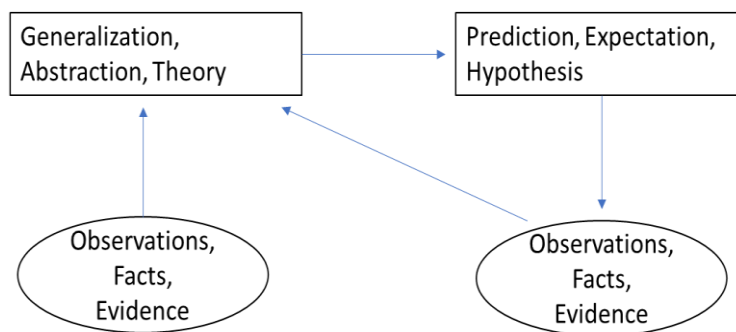 Generalization,
Abstraction, Theory
Prediction, Expectation,
Hypothesis
Observations,
Facts,
Evidence
Observations,
Facts,
Evidence